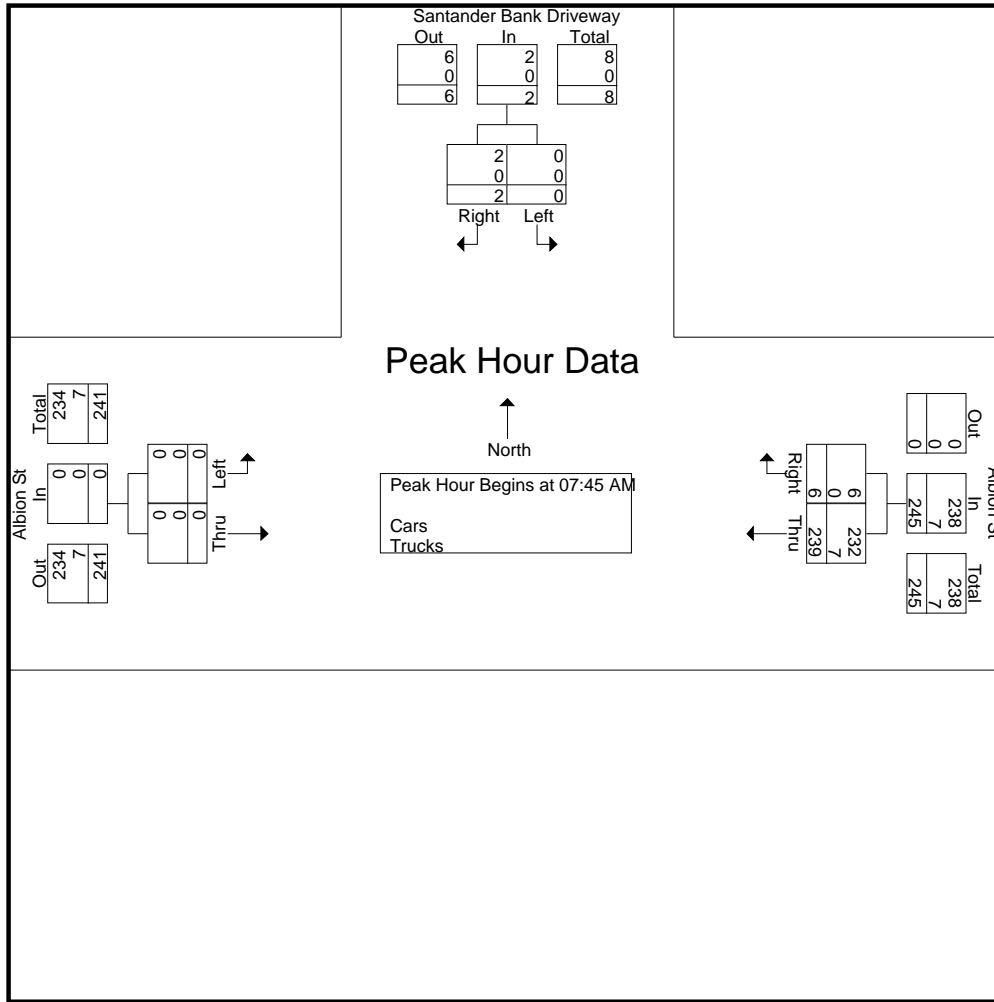 Santander Bank Driveway
Out In Total
6 2 8
0 0 0
6 2 8
2 0
0 0
2 0
Right Left
Peak Hour Data
North
Peak Hour Begins at 07:45 AM
Cars
Trucks
Albion St
Total
234
7
241
In
0
0
0
Out
234
7
241
Left
0
0
0
Thru
0
0
0
Albion St
Out
0
0
0
In
238
7
245
Total
238
7
245
Right
6
0
6
Thru
232
7
239